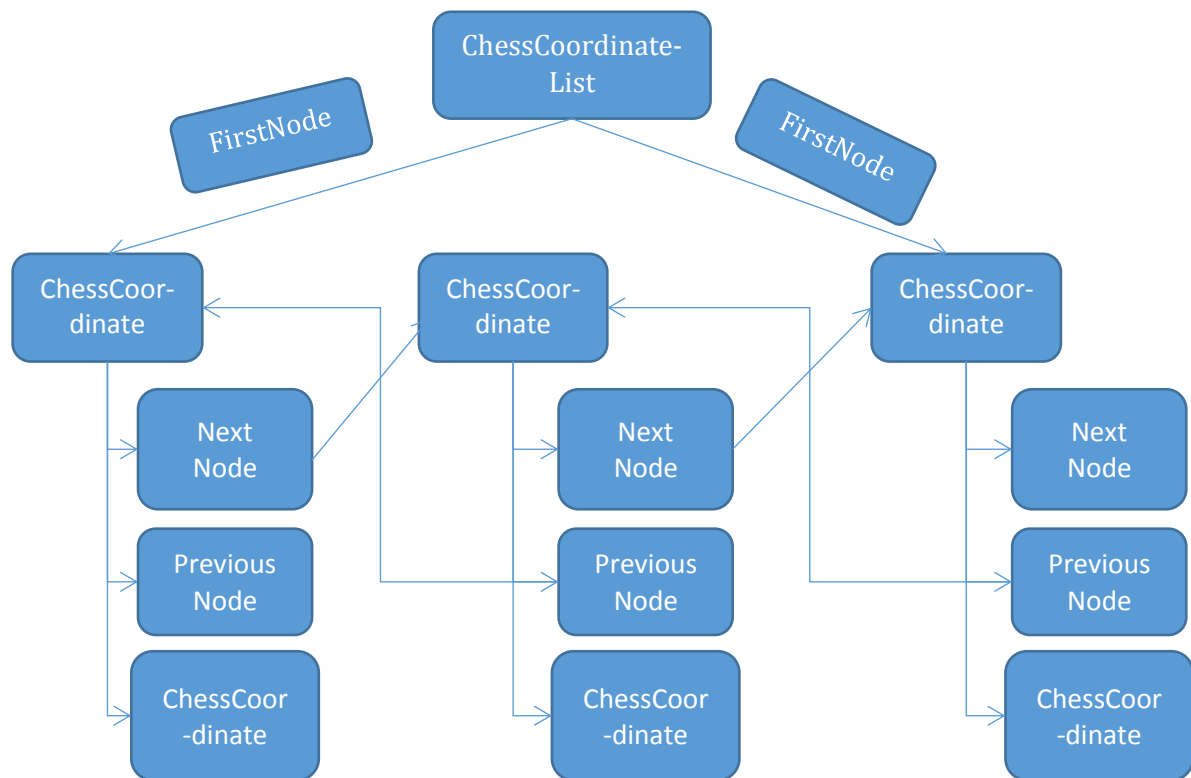 ChessCoordinate-
List
FirstNode
FirstNode
ChessCoor-
dinate
ChessCoor-
dinate
ChessCoor-
dinate
Next
Node
Next
Node
Next
Node
Previous
Node
Previous
Node
Previous
Node
ChessCoor
-dinate
ChessCoor
-dinate
ChessCoor
-dinate